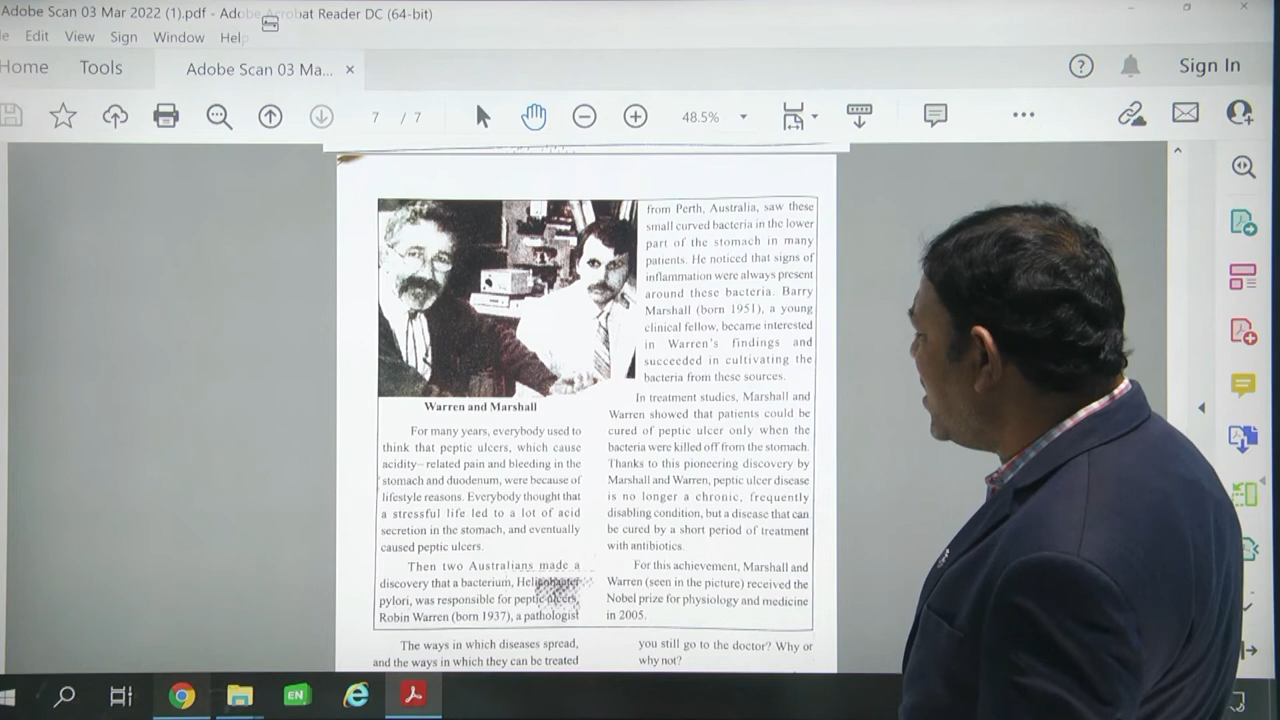 Adobe Scan 03 Mar 2022 (1).pdf - Adobe Acrobat Reader DC (64-bit)
Edit View Sign Window Help
Home Tools Adobe Scan 03 Ma... × Sign In
7 / 7 48.5%
from Perth, Australia, saw these
small curved bacteria in the lower
part of the stomach in many
patients. He noticed that signs of
inflammation were always present
around these bacteria. Barry
Marshall (born 1951), a young
clinical fellow, became interested
in Warren's findings and
succeeded in cultivating the
bacteria from these sources.
Warren and Marshall
For many years, everybody used to
think that peptic ulcers, which cause
acidity–related pain and bleeding in the
stomach and duodenum, were because of
lifestyle reasons. Everybody thought that
a stressful life led to a lot of acid
secretion in the stomach, and eventually
caused peptic ulcers.
Then two Australians made a
discovery that a bacterium, Helicobacter
pylori, was responsible for peptic ulcers.
Robin Warren (born 1937), a pathologist
In treatment studies, Marshall and
Warren showed that patients could be
cured of peptic ulcer only when the
bacteria were killed off from the stomach.
Thanks to this pioneering discovery by
Marshall and Warren, peptic ulcer disease
is no longer a chronic, frequently
disabling condition, but a disease that can
be cured by a short period of treatment
with antibiotics.
For this achievement, Marshall and
Warren (seen in the picture) received the
Nobel prize for physiology and medicine
in 2005.
The ways in which diseases spread,
and the ways in which they can be treated
you still go to the doctor? Why or
why not?
EN